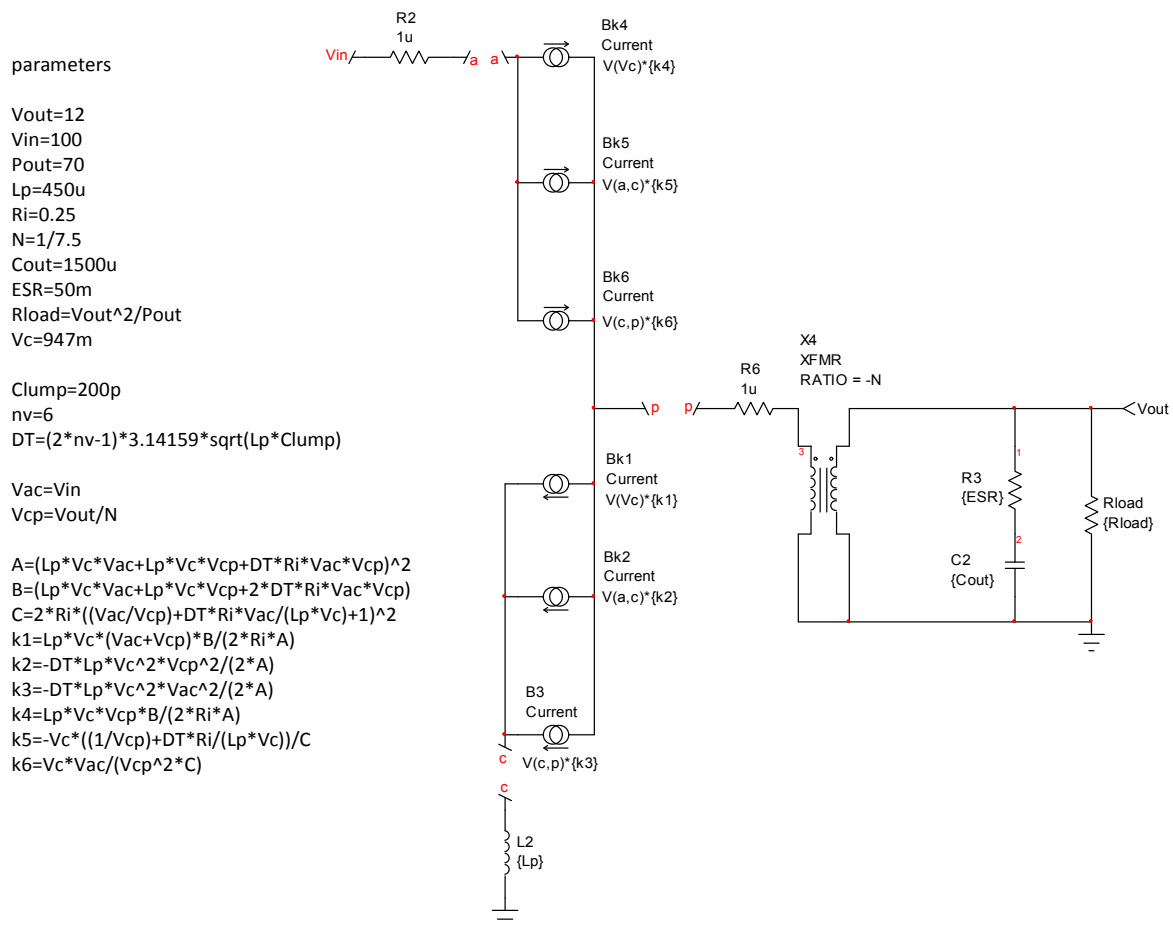 parameters
Vout=12
Vin=100
Pout=70
Lp=450u
Ri=0.25
N=1/7.5
Cout=1500u
ESR=50m
Rload=Vout^2/Pout
Vc=947m
Clump=200p
nv=6
DT=(2*nv-1)*3.14159*sqrt(Lp*Clump)
Vac=Vin
Vcp=Vout/N
A=(Lp*Vc*Vac+Lp*Vc*Vcp+DT*Ri*Vac*Vcp)^2
B=(Lp*Vc*Vac+Lp*Vc*Vcp+2*DT*Ri*Vac*Vcp)
C=2*Ri*((Vac/Vcp)+DT*Ri*Vac/(Lp*Vc)+1)^2
k1=Lp*Vc*(Vac+Vcp)*B/(2*Ri*A)
k2=-DT*Lp*Vc^2*Vcp^2/(2*A)
k3=-DT*Lp*Vc^2*Vac^2/(2*A)
k4=Lp*Vc*Vcp*B/(2*Ri*A)
k5=-Vc*((1/Vcp)+DT*Ri/(Lp*Vc))/C
k6=Vc*Vac/(Vcp^2*C)
R2
1u
Vin
a
a
Bk4
Current
V(Vc)*{k4}
Bk5
Current
V(a,c)*{k5}
Bk6
Current
V(c,p)*{k6}
p
p
R6
1u
X4
XFMR
RATIO = -N
3
Vout
1
R3
{ESR}
2
C2
{Cout}
Rload
{Rload}
Bk1
Current
V(Vc)*{k1}
Bk2
Current
V(a,c)*{k2}
B3
Current
V(c,p)*{k3}
c
c
L2
{Lp}